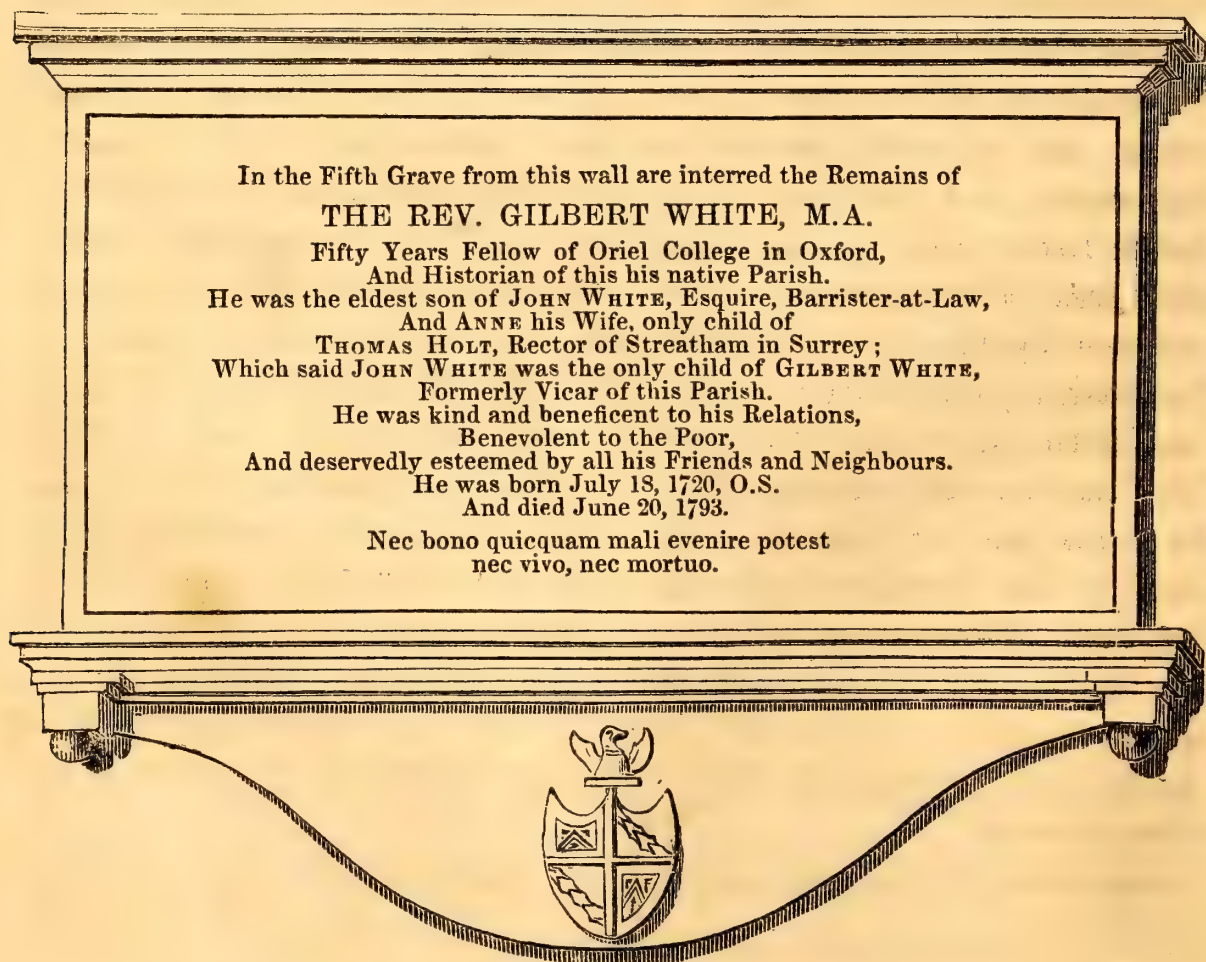 In the Fifth Grave from this wall are interred the Remains of
THE REV. GILBERT WHITE, M.A.
Fifty Years Fellow of Oriel College in Oxford,
And Historian of this his native Parish.
He was the eldest son of JOHN WHITE, Esquire, Barrister-at-Law,
And ANNE his Wife, only child of
THOMAS HOLT, Rector of Streatham in Surrey;
Which said JOHN WHITE was the only child of GILBERT WHITE,
Formerly Vicar of this Parish.
He was kind and beneficent to his Relations,
Benevolent to the Poor,
And deservedly esteemed by all his Friends and Neighbours.
He was born July 18, 1720, O.S.
And died June 20, 1793.
Nec bono quicquam mali evenire potest
nec vivo, nec mortuo.